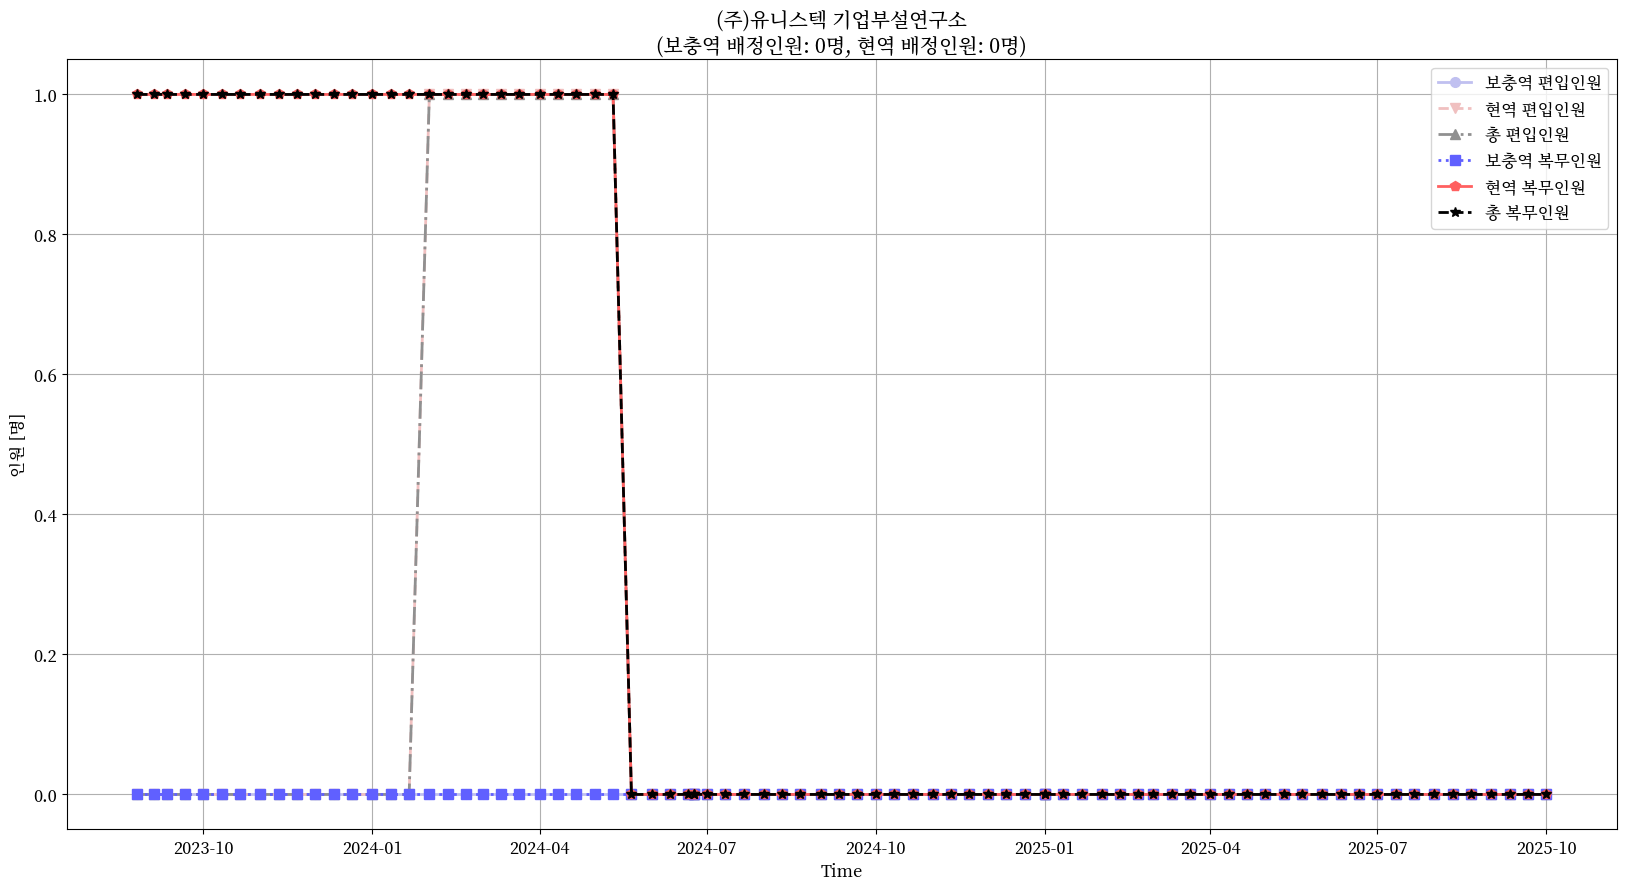 (주)유니스텍 기업부설연구소
(보충역 배정인원: 0명, 현역 배정인원: 0명)
보충역 편입인원
현역 편입인원
총 편입인원
보충역 복무인원
현역 복무인원
총 복무인원
인원 [명]
1.0
0.8
0.6
0.4
0.2
0.0
2023-10 2024-01 2024-04 2024-07 2024-10 2025-01 2025-04 2025-07 2025-10
Time